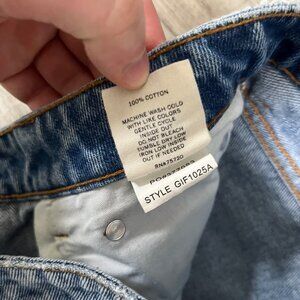 100% COTTON
MACHINE WASH COLD
WITH LIKE COLORS
GENTLE CYCLE
INSIDE OUT
DO NOT BLEACH
TUMBLE DRY LOW
IRON LOW INSIDE
OUT IF NEEDED
STYLE GIF1025A